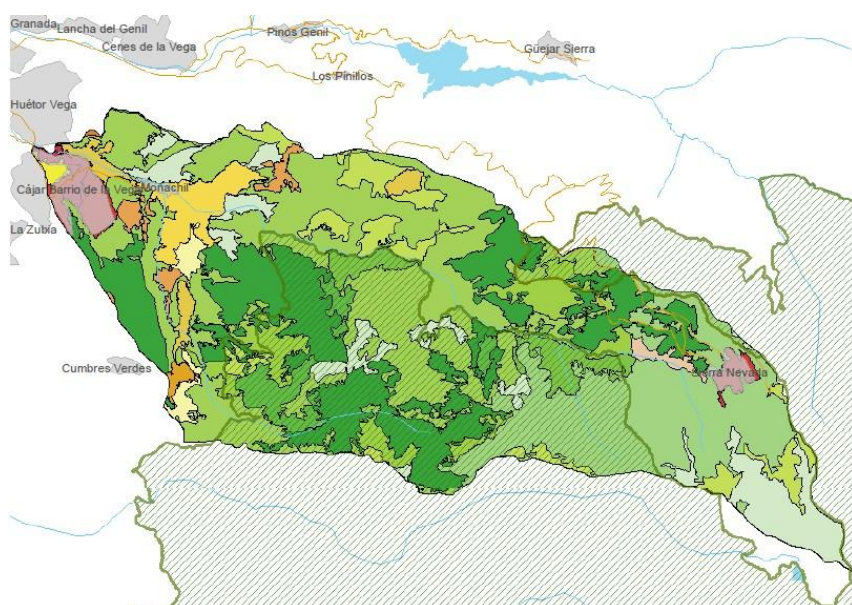 Granada
Lancha del Genil
Cenes de la Vega
Pinos Genil
Güejar Sierra
Los Pinillos
Huétor Vega
Cájar
Barrio de la Vega
Monachil
La Zubia
Cumbres Verdes
Sierra Nevada